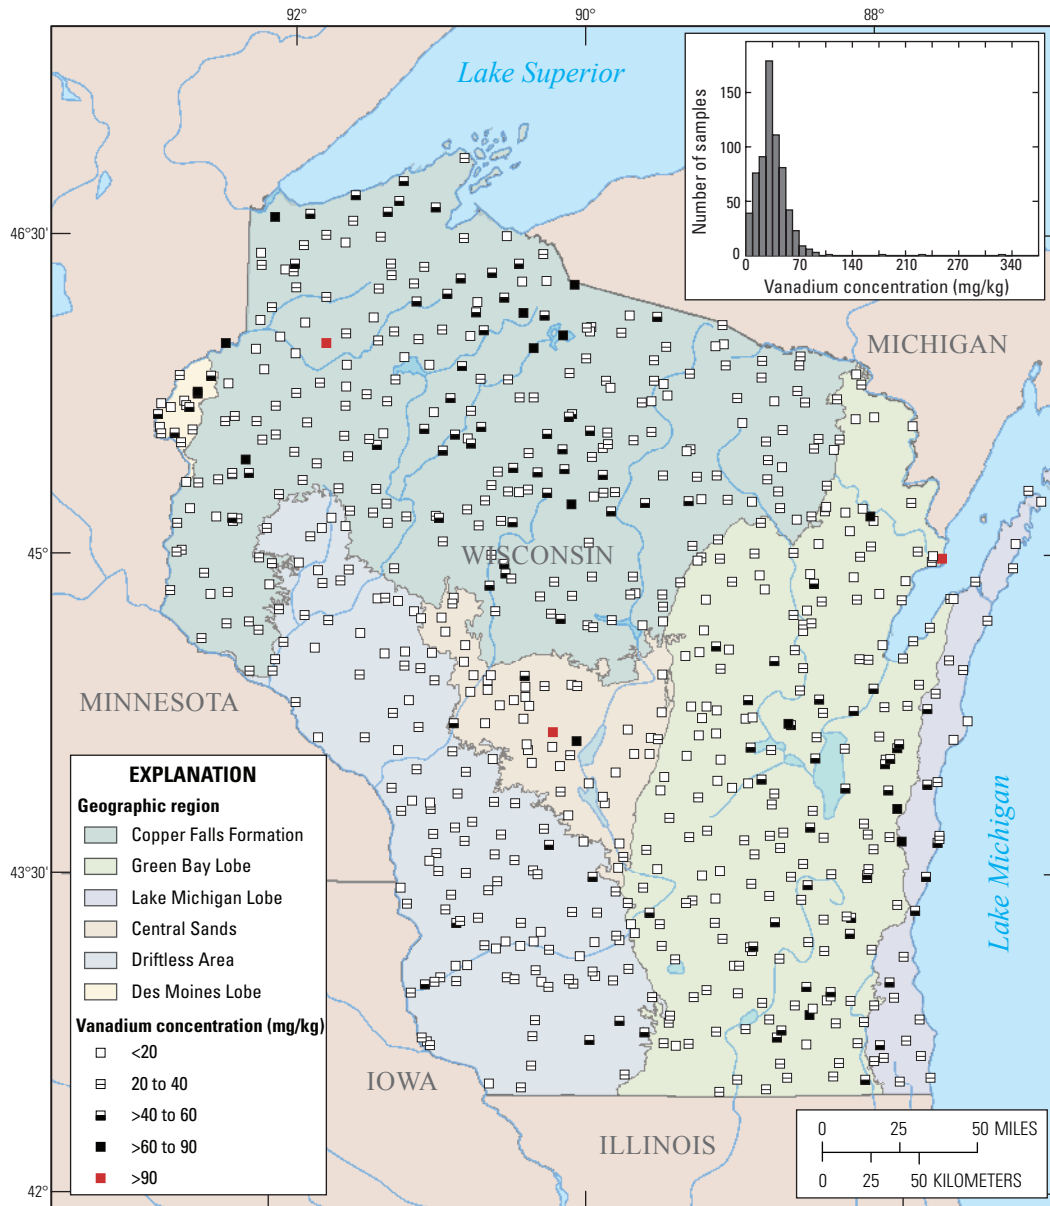 92°
90°
88°
Lake Superior
Number of samples
150
100
50
0
0
70
140
210
270
340
Vanadium concentration (mg/kg)
46°30'
MICHIGAN
45°
WISCONSIN
MINNESOTA
EXPLANATION
Geographic region
Copper Falls Formation
Green Bay Lobe
Lake Michigan Lobe
Central Sands
Driftless Area
Des Moines Lobe
Vanadium concentration (mg/kg)
<20
20 to 40
>40 to 60
>60 to 90
>90
Lake Michigan
43°30'
IOWA
ILLINOIS
0 25 50 MILES
0 25 50 KILOMETERS
42°